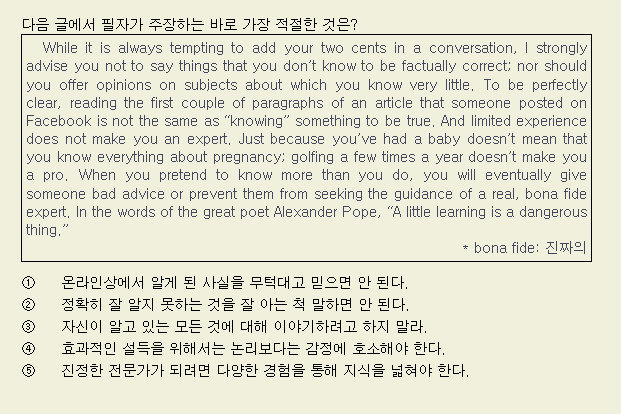 다음 글에서 필자가 주장하는 바로 가장 적절한 것은?
While it is always tempting to add your two cents in a conversation, I strongly
advise you not to say things that you don’t know to be factually correct; nor should
you offer opinions on subjects about which you know very little. To be perfectly
clear, reading the first couple of paragraphs of an article that someone posted on
Facebook is not the same as “knowing” something to be true. And limited experience
does not make you an expert. Just because you’ve had a baby doesn’t mean that
you know everything about pregnancy; golfing a few times a year doesn’t make you
a pro. When you pretend to know more than you do, you will eventually give
someone bad advice or prevent them from seeking the guidance of a real, bona fide
expert. In the words of the great poet Alexander Pope, “A little learning is a dangerous
thing.”
* bona fide: 진짜의
① 온라인상에서 알게 된 사실을 무턱대고 믿으면 안 된다.
② 정확히 잘 알지 못하는 것을 잘 아는 척 말하면 안 된다.
③ 자신이 알고 있는 모든 것에 대해 이야기하려고 하지 말라.
④ 효과적인 설득을 위해서는 논리보다는 감정에 호소해야 한다.
⑤ 진정한 전문가가 되려면 다양한 경험을 통해 지식을 넓혀야 한다.